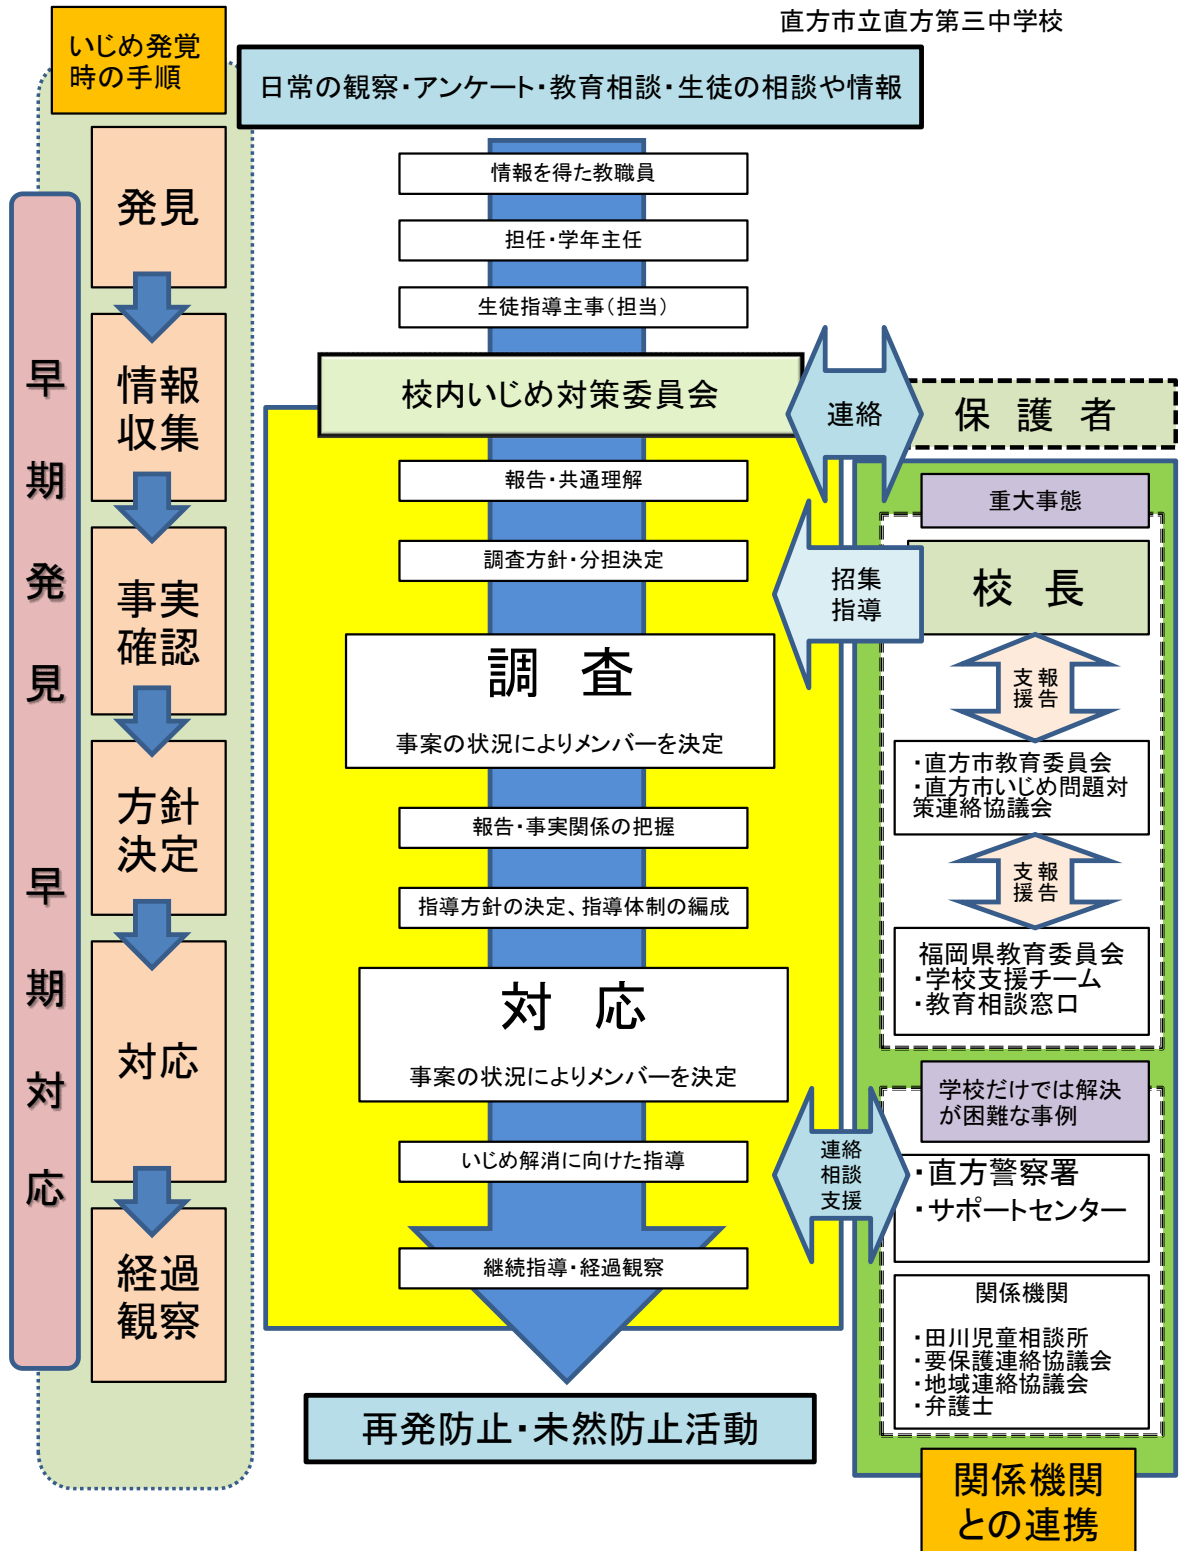 直方市立直方第三中学校
いじめ発覚
時の手順
日常の観察・アンケート・教育相談・生徒の相談や情報
早期発見 早期対応
発見
情報
収集
事実
確認
方針
決定
対応
経過
観察
情報を得た教職員
担任・学年主任
生徒指導主事（担当）
校内いじめ対策委員会
連絡
保 護 者
報告・共通理解
調査方針・分担決定
招集
指導
調 査
事案の状況によりメンバーを決定
報告・事実関係の把握
指導方針の決定、指導体制の編成
対 応
事案の状況によりメンバーを決定
いじめ解消に向けた指導
継続指導・経過観察
再発防止・未然防止活動
重大事態
校 長
報告
支援
・直方市教育委員会
・直方市いじめ問題対
策連絡協議会
報告
支援
福岡県教育委員会
・学校支援チーム
・教育相談窓口
学校だけでは解決
が困難な事例
連絡
相談
支援
・直方警察署
・サポートセンター
関係機関
・田川児童相談所
・要保護連絡協議会
・地域連絡協議会
・弁護士
関係機関
との連携